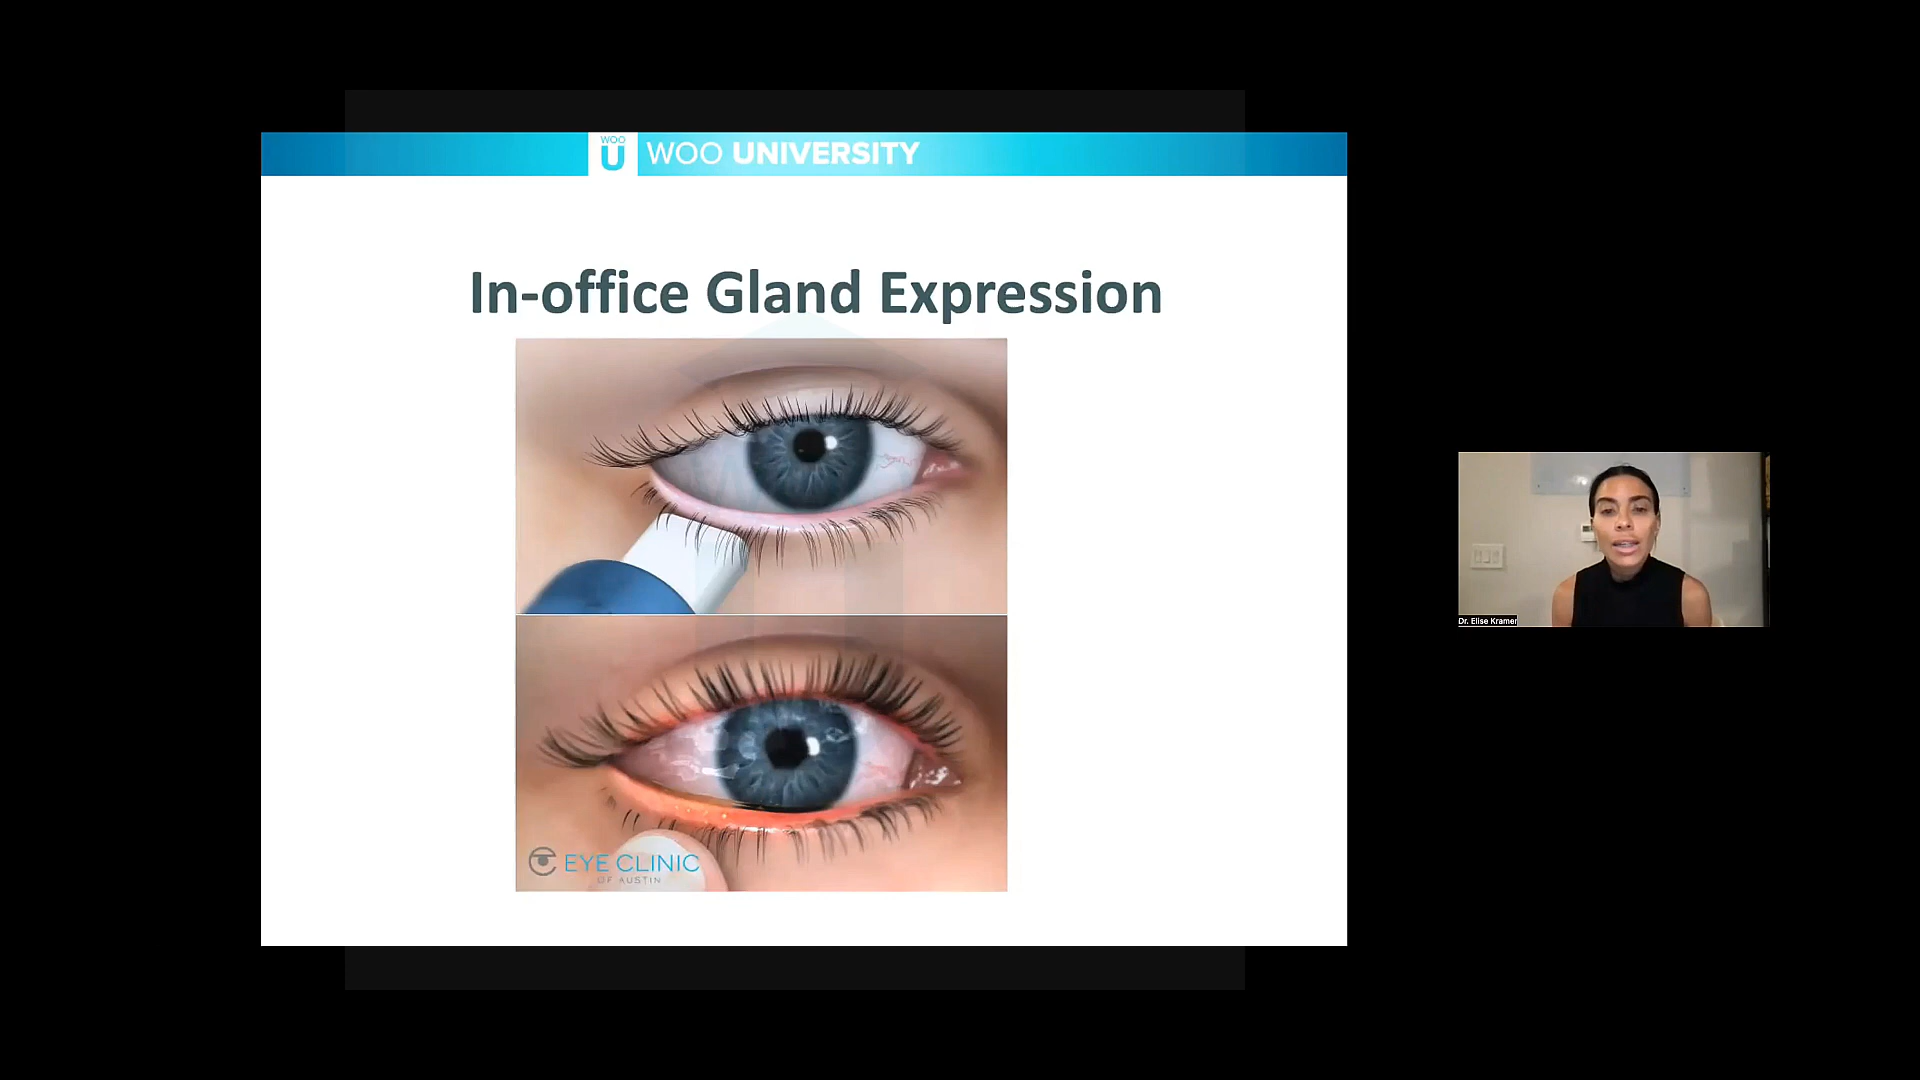 WOO
U
WOO UNIVERSITY
In-office Gland Expression
EYE CLINIC
OF AUSTIN
Dr. Elise Kramer